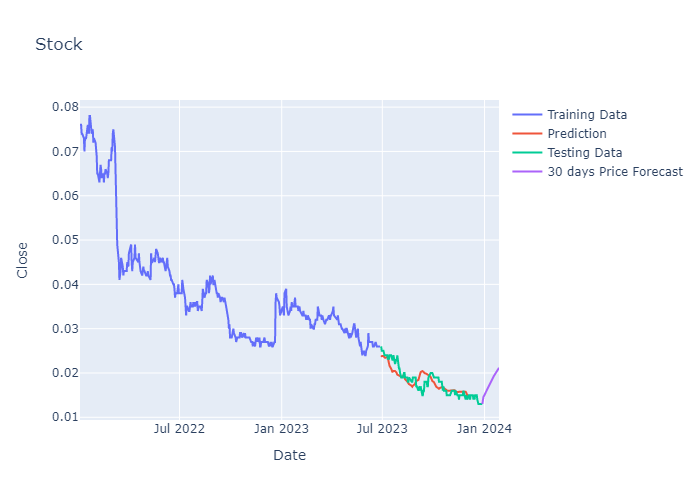 Stock
0.08
0.07
0.06
0.05
0.04
0.03
0.02
0.01
Close
Jul 2022
Jan 2023
Jul 2023
Jan 2024
Date
Training Data
Prediction
Testing Data
30 days Price Forecast